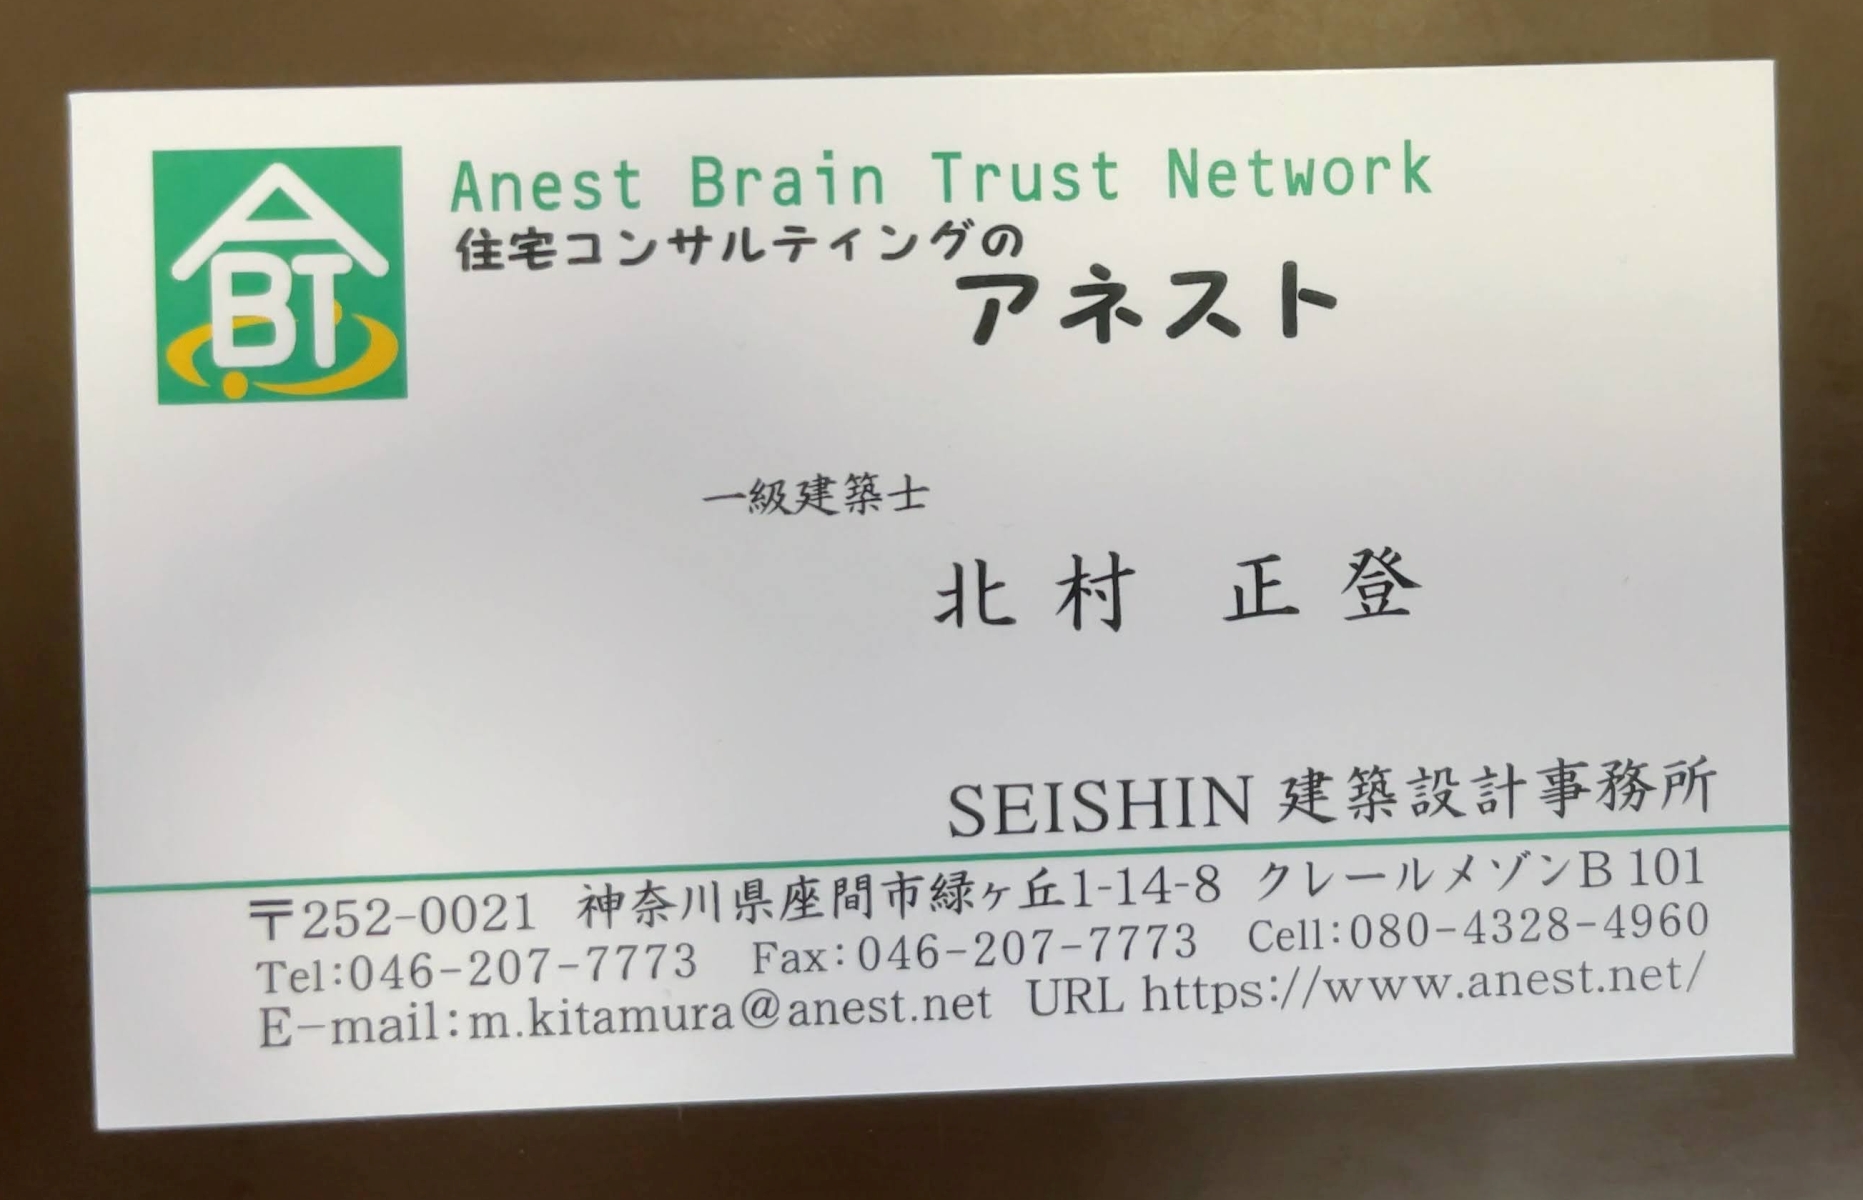 ABT
Anest Brain Trust Network
住宅コンサルティングの
アネスト
一級建築士
北村 正登
SEISHIN 建築設計事務所
〒252-0021 神奈川県座間市緑ヶ丘1-14-8 クレールメゾンB 101
Tel:046-207-7773 Fax:046-207-7773 Cell:080-4328-4960
E-mail:m.kitamura@anest.net URL https://www.anest.net/